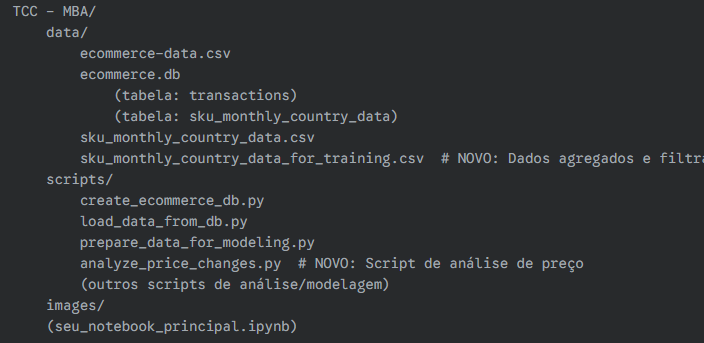 TCC - MBA/
data/
ecommerce-data.csv
ecommerce.db
(tabela: transactions)
(tabela: sku_monthly_country_data)
sku_monthly_country_data.csv
sku_monthly_country_data_for_training.csv  # NOVO: Dados agregados e filtra
scripts/
create_ecommerce_db.py
load_data_from_db.py
prepare_data_for_modeling.py
analyze_price_changes.py  # NOVO: Script de análise de preço
(outros scripts de análise/modelagem)
images/
(seu_notebook_principal.ipynb)